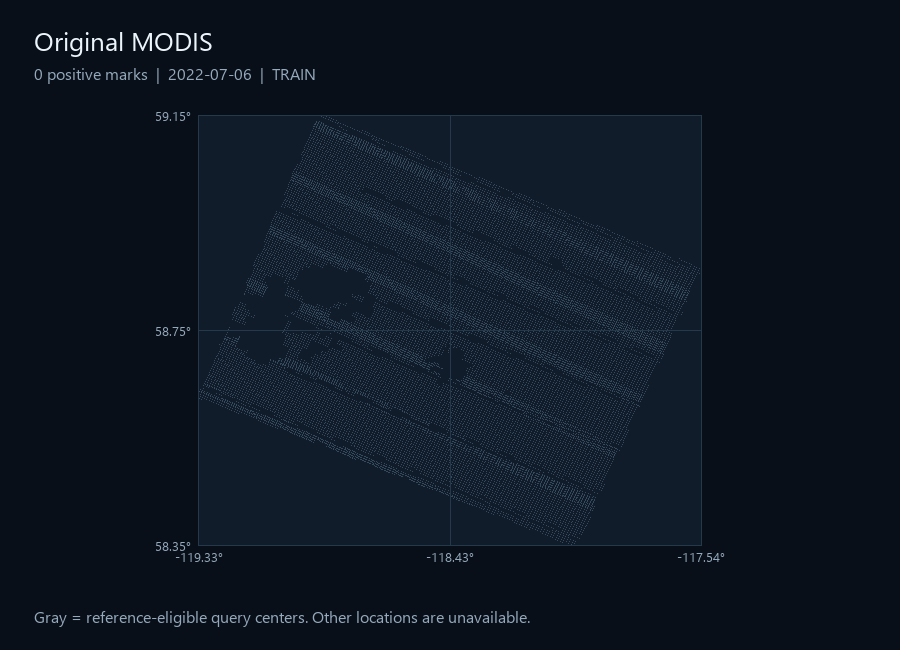 Original MODIS
0 positive marks | 2022-07-06 | TRAIN
59.15°
58.75°
58.35°
-119.33°
-118.43°
-117.54°
Gray = reference-eligible query centers. Other locations are unavailable.